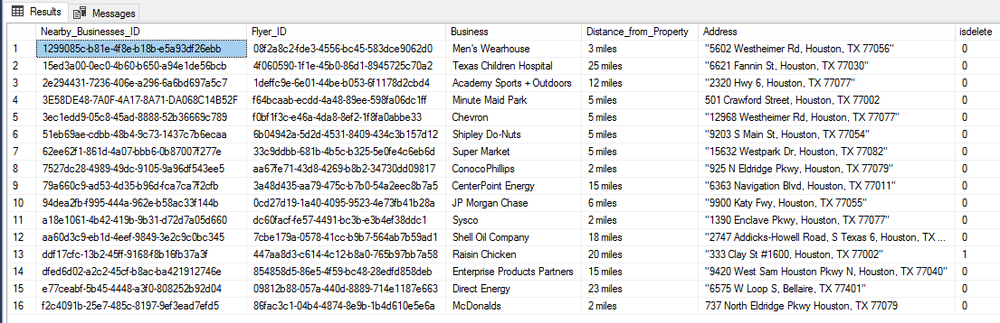 Results Messages
Nearby_Businesses_ID Flyer_ID Business Distance_from_Property Address isdelete
1 1299085c-b81e-4f8e-b18b-e5a93df26ebb 08f2a8c2-fde3-4556-bc45-583dce9062d0 Men's Wearhouse 3 miles "5602 Westheimer Rd, Houston, TX 77056" 0
2 15ed3a00-0ec0-4b60-b650-a94e1de56bcb 4f060590-1f1e-45b0-86d1-8945725c70a2 Texas Children Hospital 25 miles "6621 Fannin St, Houston, TX 77030" 0
3 2e294431-7236-406e-a296-6a6bd697a5c7 1deffc9e-6e01-44be-b053-6f1178d2cbd4 Academy Sports + Outdoors 12 miles "2320 Hwy 6, Houston, TX 77077" 0
4 3E58DE48-7A0F-4A17-8A71-DA068C14B52F f64bcaab-ecdd-4a48-89ee-598fa06dc1ff Minute Maid Park 5 miles 501 Crawford Street, Houston, TX 77002 0
5 3ec1edd9-05c8-45ad-8888-52b36669c789 f0bf1f3c-e46a-4da8-8ef2-1f8fa0abbe33 Chevron 5 miles "12968 Westheimer Rd, Houston, TX 77077" 0
6 51eb69ae-cdbb-48b4-9c73-1437c7b6ecaa 6b04942a-5d2d-4531-8409-434c3b157d12 Shipley Do-Nuts 5 miles "9203 S Main St, Houston, TX 77054" 0
7 62ee62f1-861d-4a07-bbb6-0b87007f277e 33c9ddbb-681b-4b5c-b325-5e0fe4c6eb6d Super Market 5 miles "15632 Westpark Dr, Houston, TX 77082" 0
8 7527dc28-4989-49dc-9105-9a96df543ee5 aa67fe71-43d8-4269-b8b2-34730dd09817 ConocoPhillips 2 miles "925 N Eldridge Pkwy, Houston, TX 77079" 0
9 79a660c9-ad53-4d35-b96d-fca7ca7f2cfb 3a48d435-aa79-475c-b7b0-54a2eec8b7a5 CenterPoint Energy 15 miles "6363 Navigation Blvd, Houston, TX 77011" 0
10 94dea2fb-f995-444a-962e-b58ac33f144b 0cd27d19-1a40-4095-9523-4e73fb41b28a JP Morgan Chase 6 miles "9900 Katy Fwy, Houston, TX 77055" 0
11 a18e1061-4b42-419b-9b31-d72d7a05d660 dc60facf-fe57-4491-bc3b-e3b4ef38ddc1 Sysco 2 miles "1390 Enclave Pkwy, Houston, TX 77077" 0
12 aa60d3c9-eb1d-4eef-9849-3e2c9c0bc345 7cbe179a-0578-41cc-b9b7-564ab7b59ad1 Shell Oil Company 18 miles "2747 Addicks-Howell Road, S Texas 6, Houston, TX ... 0
13 ddf17cfc-13b2-45ff-9168-f8b16fb37a3f 447aa8d3-c614-4c12-b8a0-765b97bb7a58 Raisin Chicken 20 miles "333 Clay St #1600, Houston, TX 77002" 1
14 dfed6d02-a2c2-45cf-b8ac-ba421912746e 854858d5-86e5-4f59-bc48-28edfd858deb Enterprise Products Partners 15 miles "9420 West Sam Houston Pkwy N, Houston, TX 77040" 0
15 e77ceabf-5b45-4448-a3f0-808252b92d04 09812b88-057a-440d-8889-714e1187e663 Direct Energy 23 miles "6575 W Loop S, Bellaire, TX 77401" 0
16 f2c4091b-25e7-485c-8197-9ef3ead7efd5 86fac3c1-04b4-4874-8e9b-1b4d610e5e6a McDonalds 2 miles 737 North Eldridge Pkwy Houston, TX 77079 0